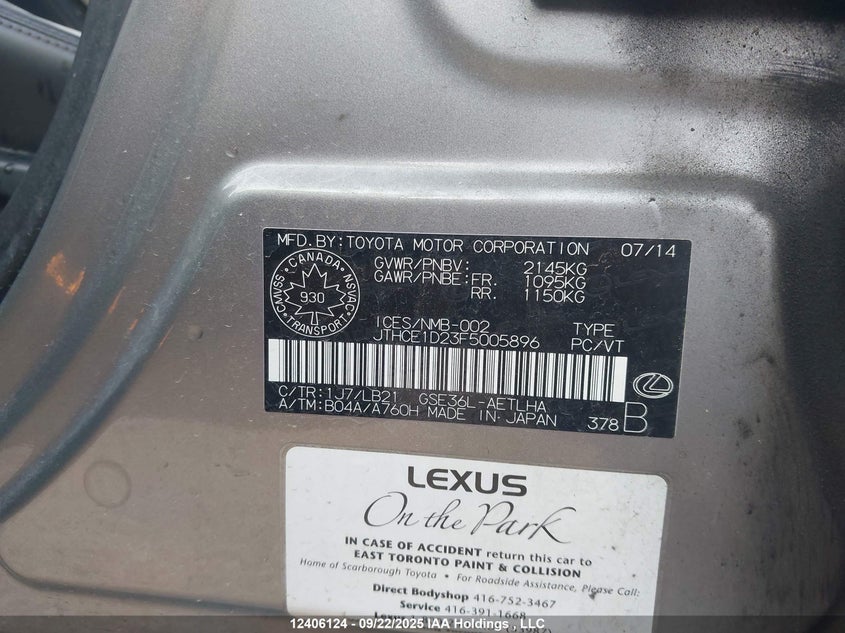 MFD.BY:TOYOTA MOTOR CORPORATION 07/14
GVWR/PNBV: 2145KG
GAWR/PNBE: FR. 1095KG
RR. 1150KG
CANADA
CMVSS NSVAC
930
TRANSPORT
ICES/NMB-002 TYPE
JTHCE1D23F5005896 PC/VT
C/TR:1J7/LB21 GSE36L-AETLHA
A/TM:B04A/A760H MADE IN JAPAN 378 B
LEXUS
On the Park
IN CASE OF ACCIDENT return this car to
EAST TORONTO PAINT & COLLISION
Home of Scarborough Toyota • For Roadside Assistance, Please Call:
Direct Bodyshop 416-752-3467
Service 416-391-1668
12406124 - 09/22/2025 IAA Holdings , LLC